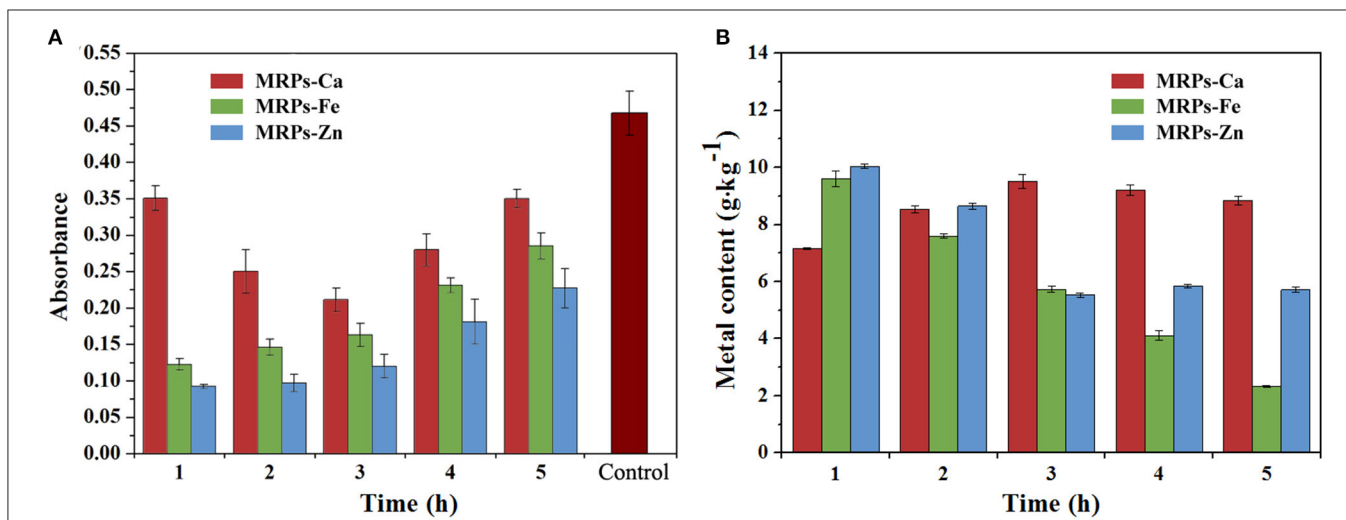 A
0.55
0.50
0.45
0.40
0.35
0.30
0.25
0.20
0.15
0.10
0.05
0.00
Absorbance
MRPs-Ca
MRPs-Fe
MRPs-Zn
1 2 3 4 5 Control
Time (h)
B
14
12
10
8
6
4
2
0
Metal content (g·kg⁻¹)
MRPs-Ca
MRPs-Fe
MRPs-Zn
1 2 3 4 5
Time (h)